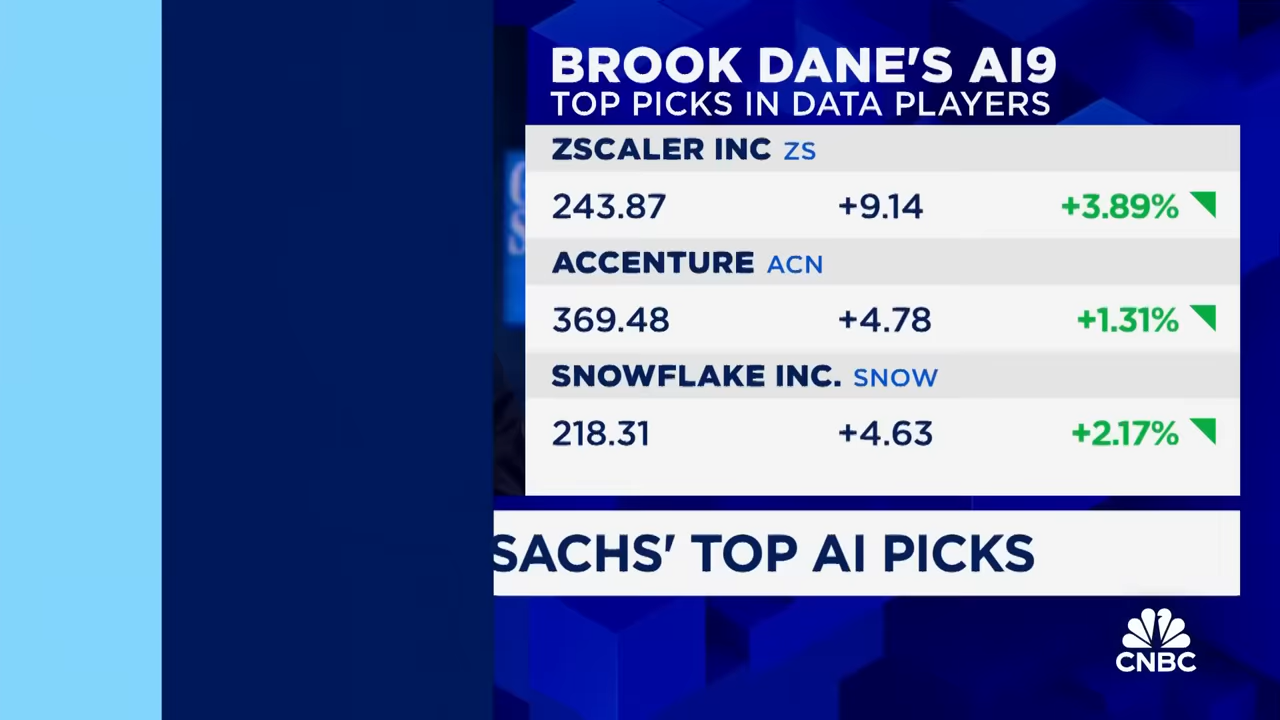 BROOK DANE'S AI9
TOP PICKS IN DATA PLAYERS
ZSCALER INC ZS
243.87 +9.14 +3.89%
ACCENTURE ACN
369.48 +4.78 +1.31%
SNOWFLAKE INC. SNOW
218.31 +4.63 +2.17%
SACHS' TOP AI PICKS
CNBC